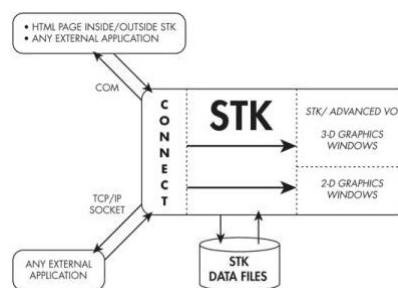 • HTML PAGE INSIDE/OUTSIDE STK
• ANY EXTERNAL APPLICATION
COM
CONNECT
STK
STK/ ADVANCED VO
3-D GRAPHICS
WINDOWS
2-D GRAPHICS
WINDOWS
TCP/IP
SOCKET
ANY EXTERNAL
APPLICATION
STK
DATA FILES